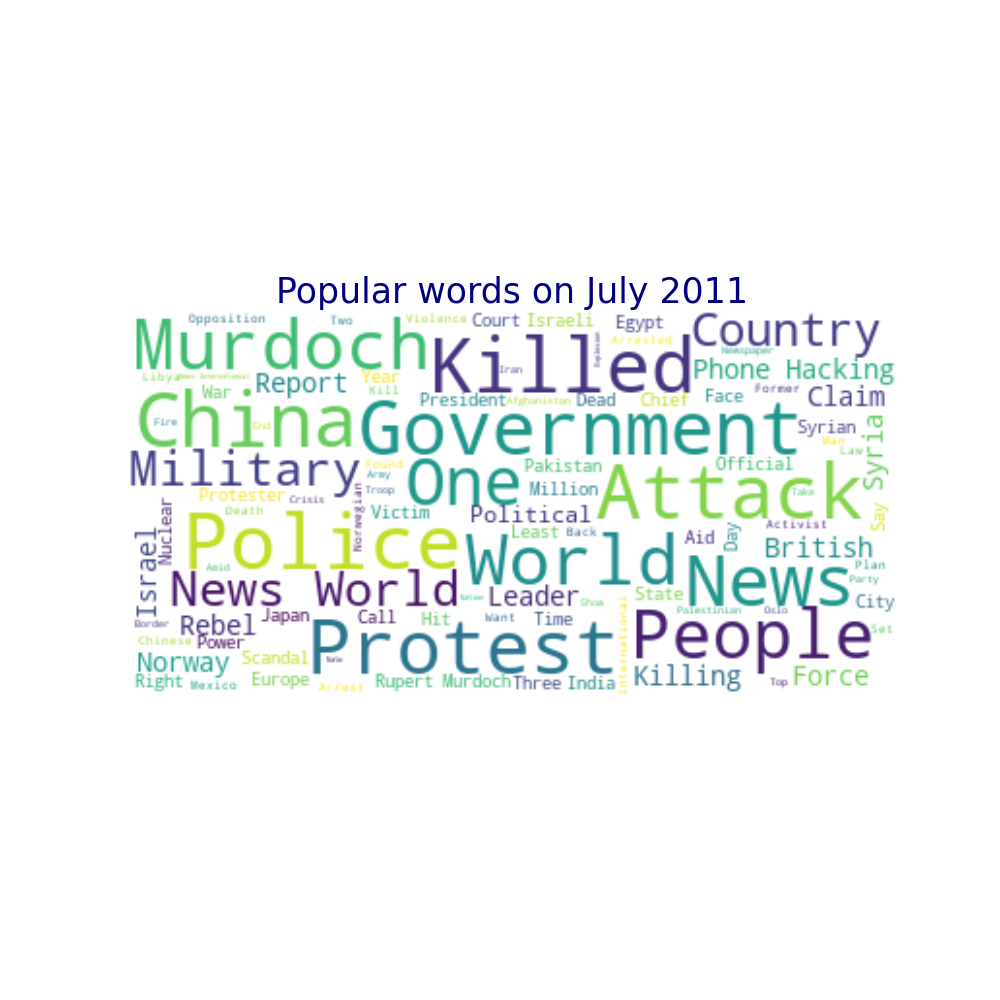 Popular words on July 2011
Opposition
Two
Violence
Court
Israeli
Egypt
Country
Murdoch
Killed
Arrested
Explosion
Newspaper
Iran
Phone Hacking
Libya
News International
Report
Year
Kill
War
President
Afghanistan
Dead
Chief
Face
Former
Claim
China
Government
Fire
End
Syrian
Man
Law
Syria
Military
Found
Army
One
Pakistan
Official
Attack
Take
Million
Protester
Crisis
Troop
Norwegian
Death
Victim
Political
Say
Nuclear
Police
Least
Back
Aid
Day
Activist
British
Israel
Amid
World
News
Plan
Party
News World
Leader
State
City
Border
Rebel
Japan
Call
Hit
Want
Time
Show
International
Palestinian
Oslo
Set
Chinese
Power
Protest
People
Norway
Scandal
Right
Mexico
Europe
Arrest
Rupert Murdoch
Three
India
Killing
Top
Force